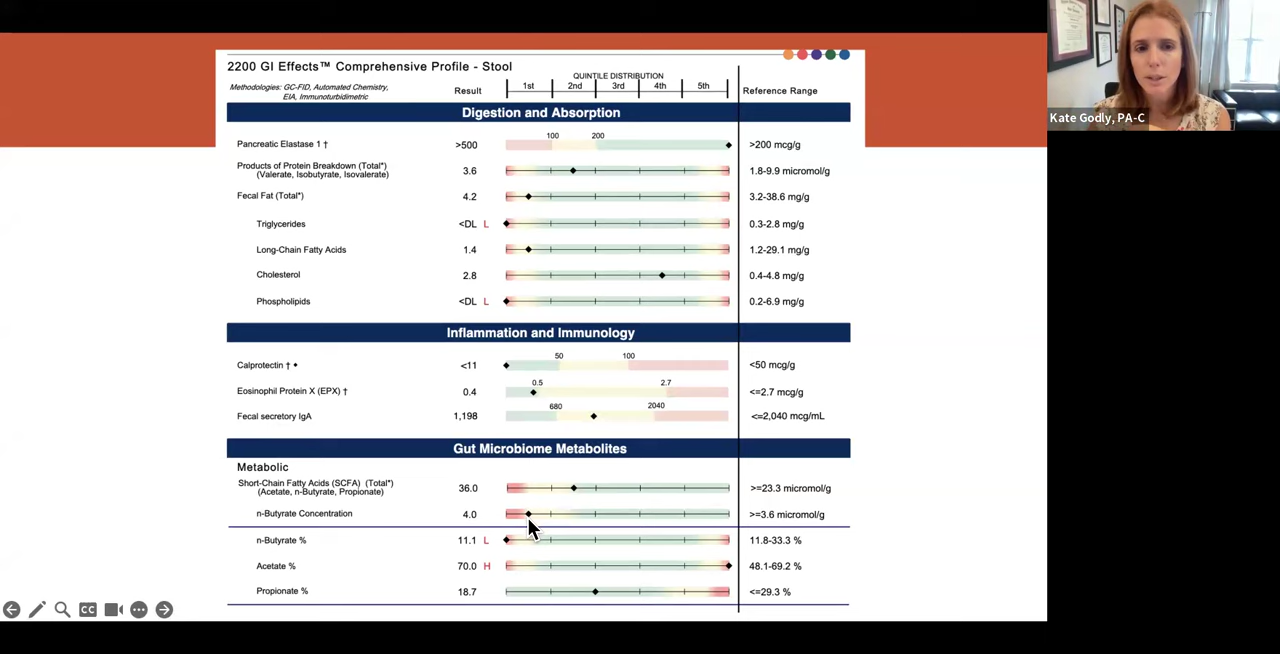 2200 GI Effects™ Comprehensive Profile - Stool
Methodologies: GC-FID, Automated Chemistry,
EIA, Immunoturbidimetric
Result
QUINTILE DISTRIBUTION
1st 2nd 3rd 4th 5th
Reference Range
Digestion and Absorption
100 200
Pancreatic Elastase 1 † >500 >200 mcg/g
Products of Protein Breakdown (Total*)
(Valerate, Isobutyrate, Isovalerate)
3.6 1.8-9.9 micromol/g
Fecal Fat (Total*) 4.2 3.2-38.6 mg/g
Triglycerides <DL L 0.3-2.8 mg/g
Long-Chain Fatty Acids 1.4 1.2-29.1 mg/g
Cholesterol 2.8 0.4-4.8 mg/g
Phospholipids <DL L 0.2-6.9 mg/g
Inflammation and Immunology
50 100
Calprotectin † ♦ <11 <50 mcg/g
0.5 2.7
Eosinophil Protein X (EPX) † 0.4 <=2.7 mcg/g
680 2040
Fecal secretory IgA 1,198 <=2,040 mcg/mL
Gut Microbiome Metabolites
Metabolic
Short-Chain Fatty Acids (SCFA) (Total*)
(Acetate, n-Butyrate, Propionate)
36.0 >=23.3 micromol/g
n-Butyrate Concentration 4.0 >=3.6 micromol/g
n-Butyrate % 11.1 L 11.8-33.3 %
Acetate % 70.0 H 48.1-69.2 %
Propionate % 18.7 <=29.3 %
Kate Godly, PA-C
CC